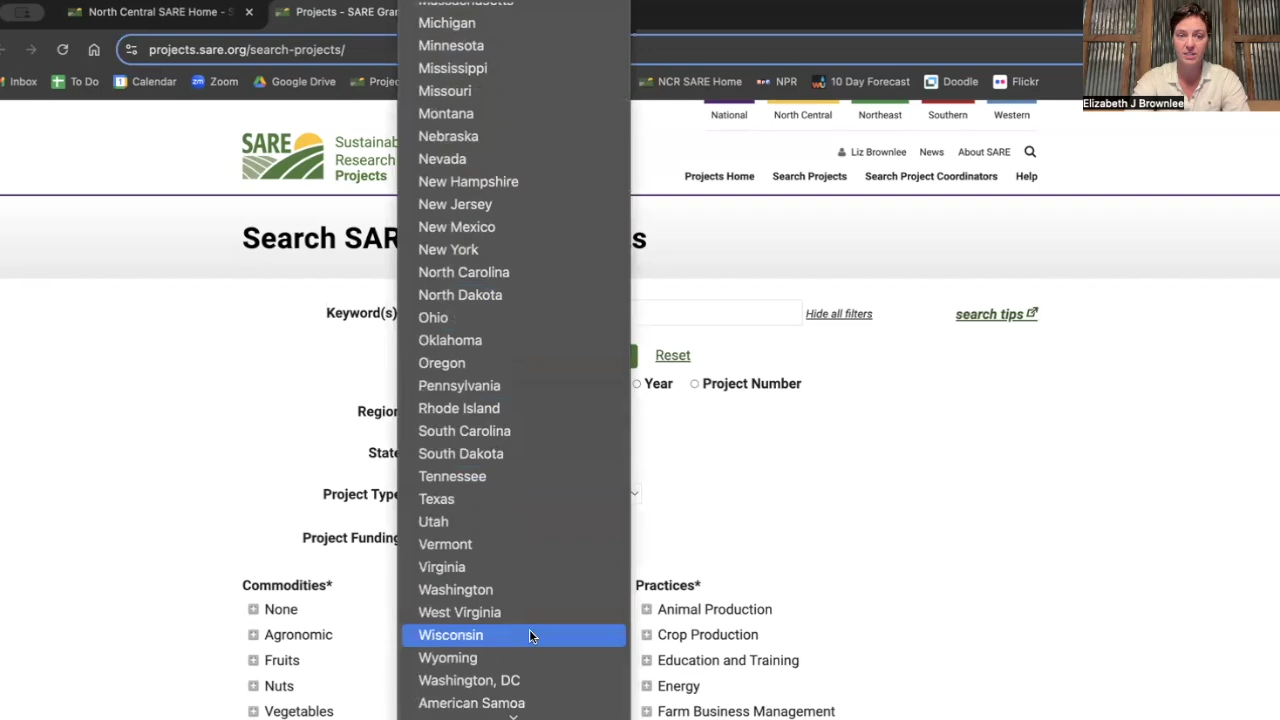 North Central SARE Home - S
Projects - SARE Gra
projects.sare.org/search-projects/
Inbox
To Do
Calendar
Zoom
Google Drive
Projec
NCR SARE Home
NPR
10 Day Forecast
Doodle
Flickr
Elizabeth J Brownlee
National
North Central
Northeast
Southern
Western
SARE
Sustainab
Research
Projects
Liz Brownlee
News
About SARE
Projects Home
Search Projects
Search Project Coordinators
Help
Search SAR
s
Keyword(s)
Hide all filters
search tips
Reset
Year
Project Number
Region
State
Project Type
Project Funding
Massachusetts
Michigan
Minnesota
Mississippi
Missouri
Montana
Nebraska
Nevada
New Hampshire
New Jersey
New Mexico
New York
North Carolina
North Dakota
Ohio
Oklahoma
Oregon
Pennsylvania
Rhode Island
South Carolina
South Dakota
Tennessee
Texas
Utah
Vermont
Virginia
Washington
West Virginia
Wisconsin
Wyoming
Washington, DC
American Samoa
Commodities*
None
Agronomic
Fruits
Nuts
Vegetables
Practices*
Animal Production
Crop Production
Education and Training
Energy
Farm Business Management